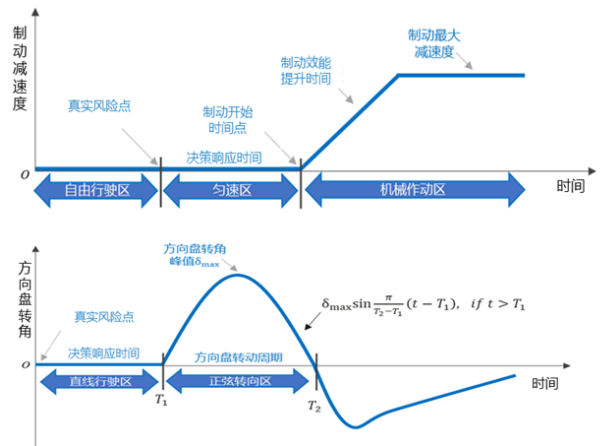 制动减速度
制动最大
减速度
制动效能
提升时间
真实风险点
制动开始
时间点
决策响应时间
O
自由行驶区
匀速区
机械作动区
时间
方向盘转角
方向盘转角
峰值δmax
δmax sin π/(T2−T1) (t − T1), if t > T1
真实风险点
决策响应时间
方向盘转动周期
O
直线行驶区
正弦转向区
时间
T1
T2